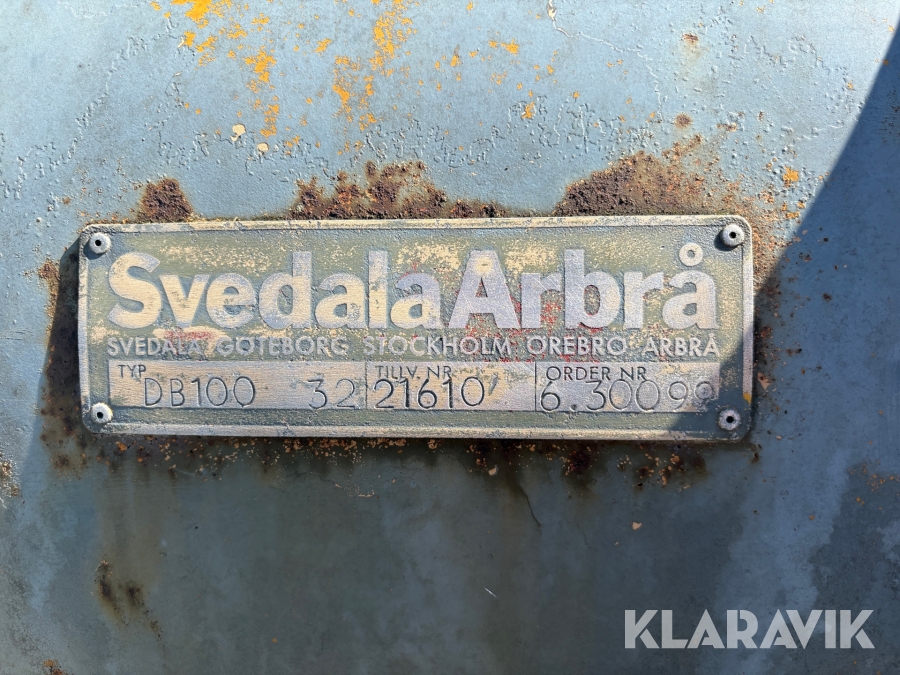 SvedalaArbrå
SVEDALA GÖTEBORG STOCKHOLM ÖREBRO ARBRÅ
TYP DB100 32 TILLV. NR 21610 ORDER NR 6.30099
KLARAVIK